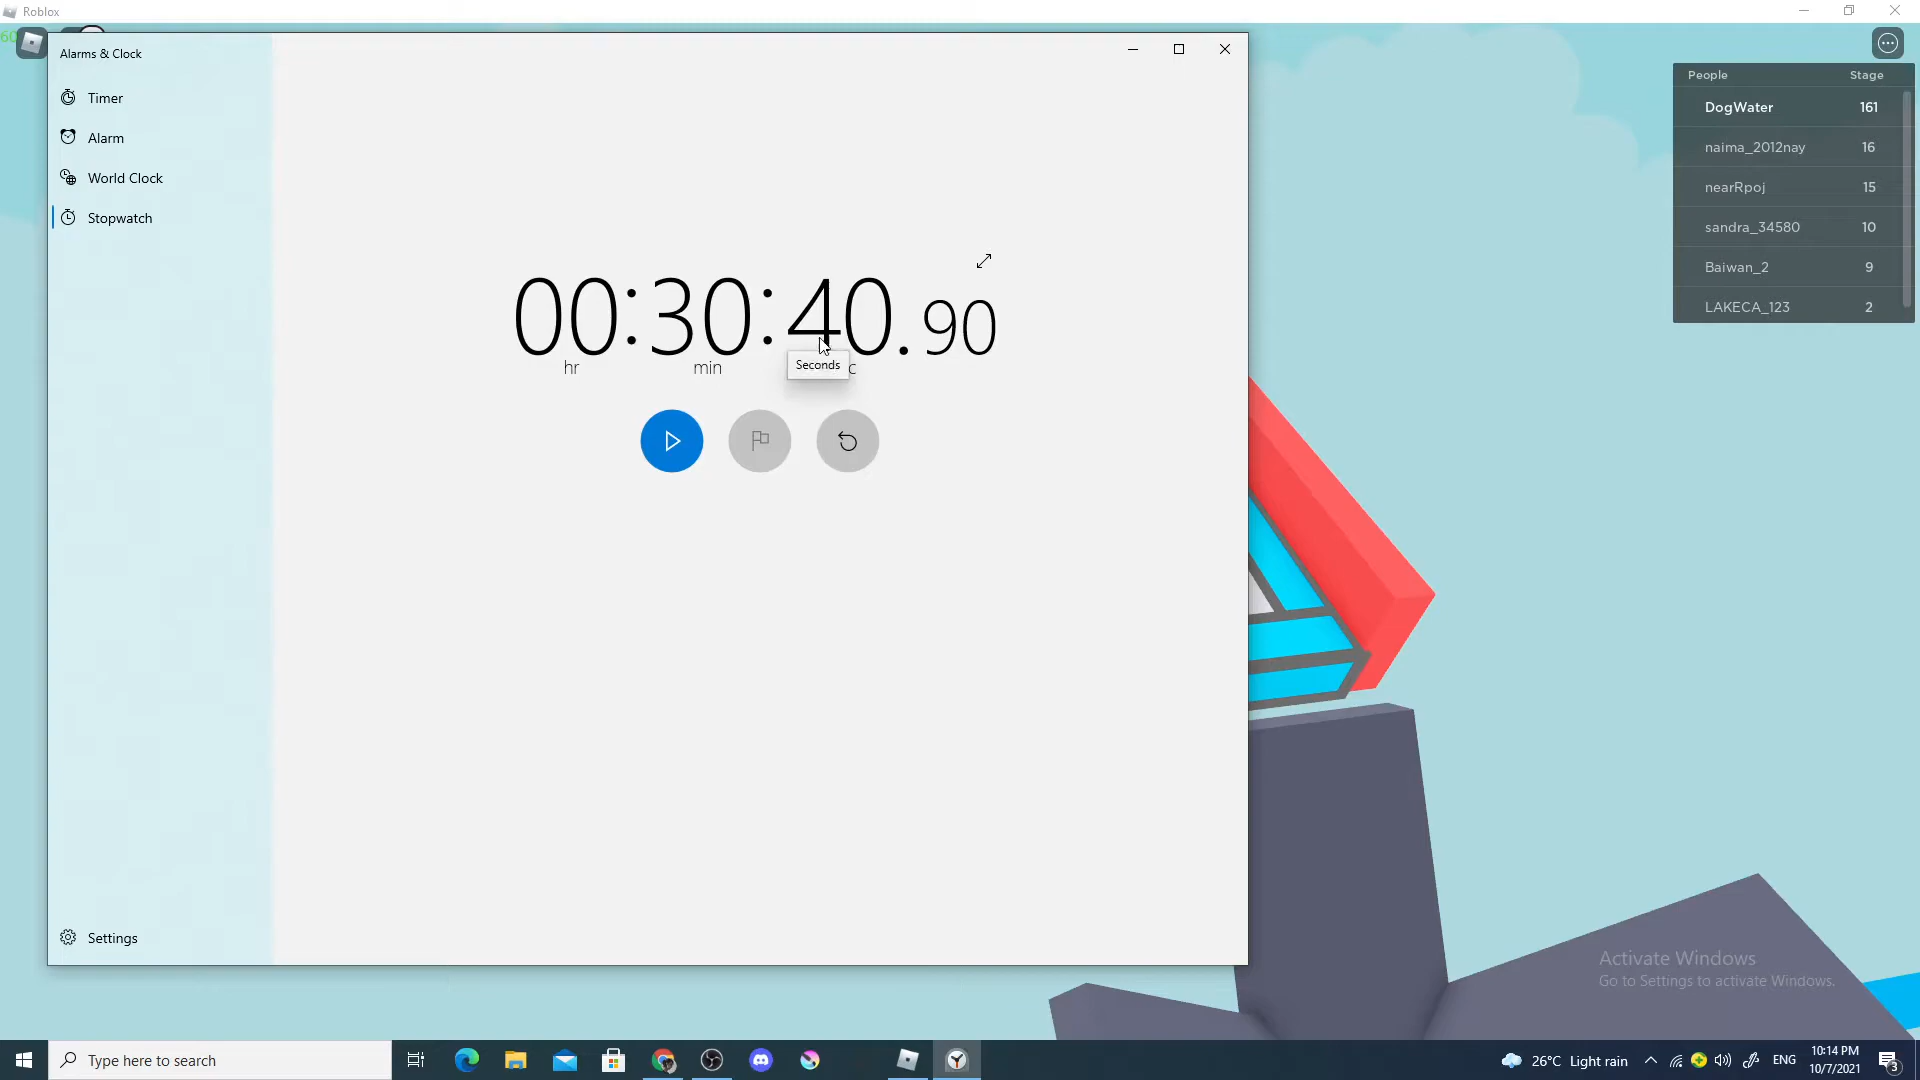 Roblox
60
Alarms & Clock
Timer
Alarm
World Clock
Stopwatch
00:30:40.90
hr min c
Seconds
Settings
People Stage
DogWater 161
naima_2012nay 16
nearRpoj 15
sandra_34580 10
Baiwan_2 9
LAKECA_123 2
Activate Windows
Go to Settings to activate Windows.
Type here to search
26°C Light rain
ENG
10:14 PM
10/7/2021
3